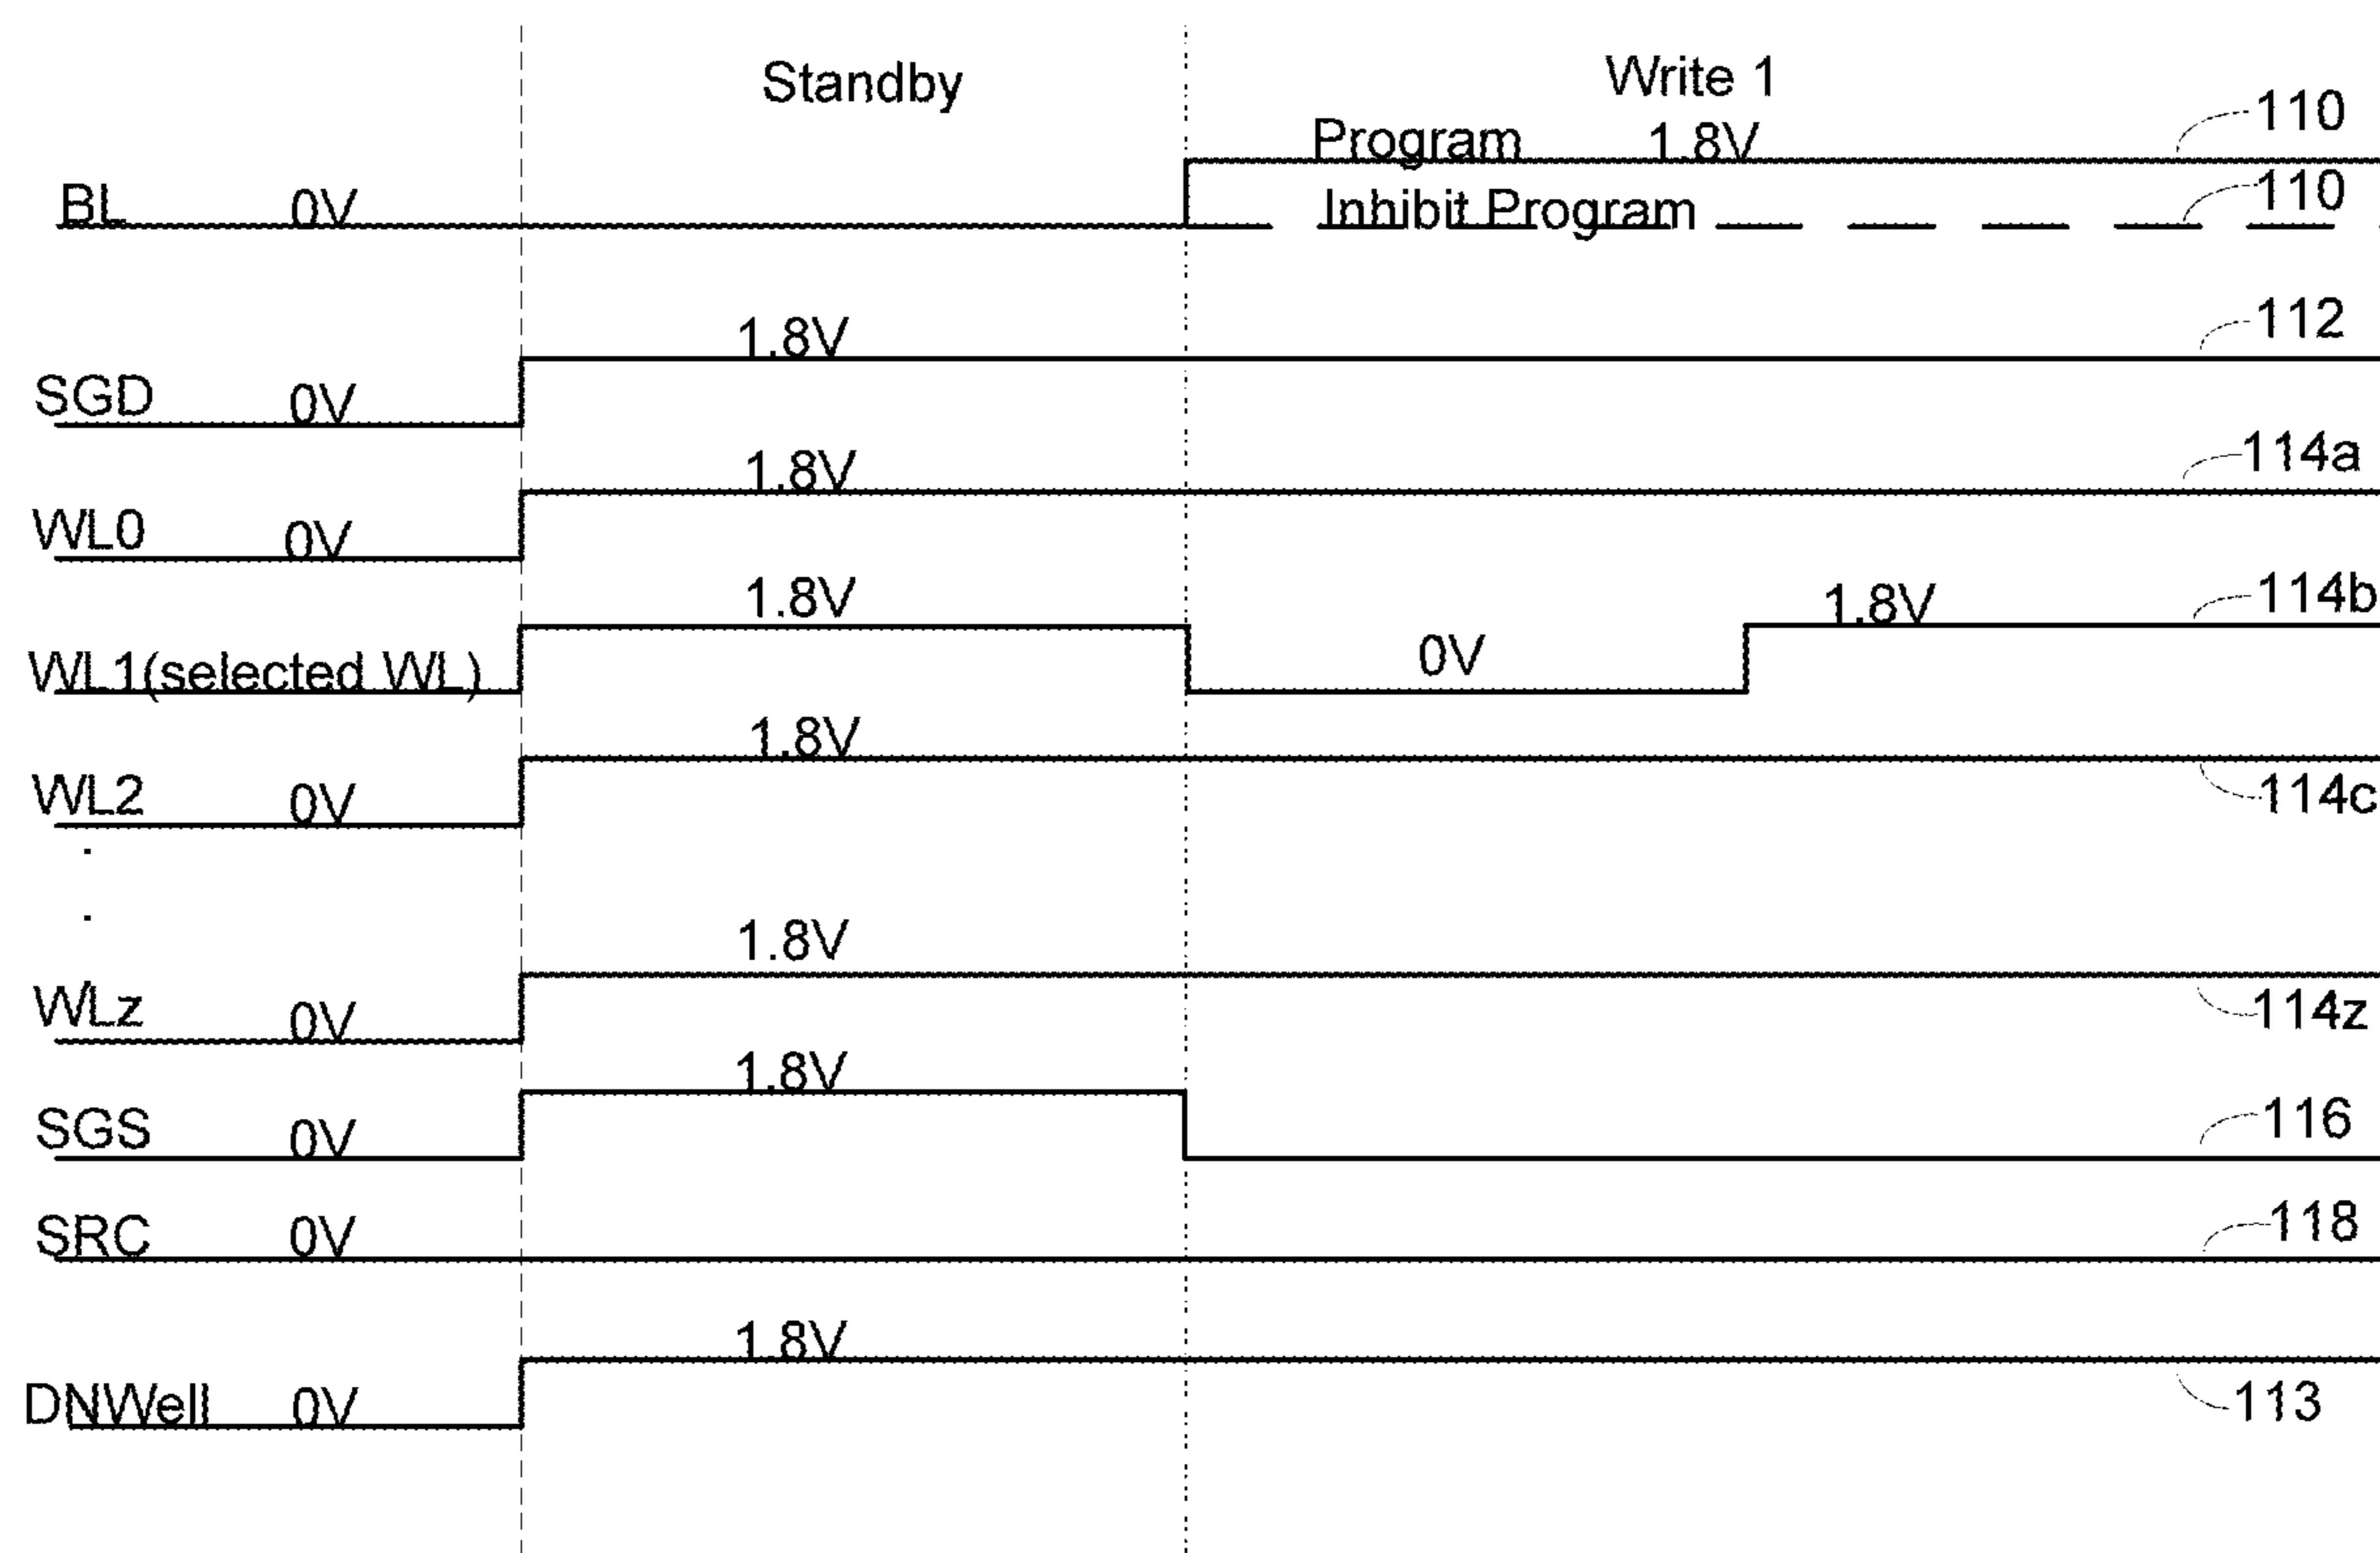 Standby Write 1
Program 1.8V 110
BL 0V Inhibit Program 110
1.8V 112
SGD 0V
1.8V 114a
WL0 0V
1.8V 1.8V 114b
WL1(selected WL) 0V
1.8V
WL2 0V 114c
.
.
1.8V
WLz 0V 114z
1.8V
SGS 0V 116
SRC 0V 118
1.8V
DNWell 0V 113